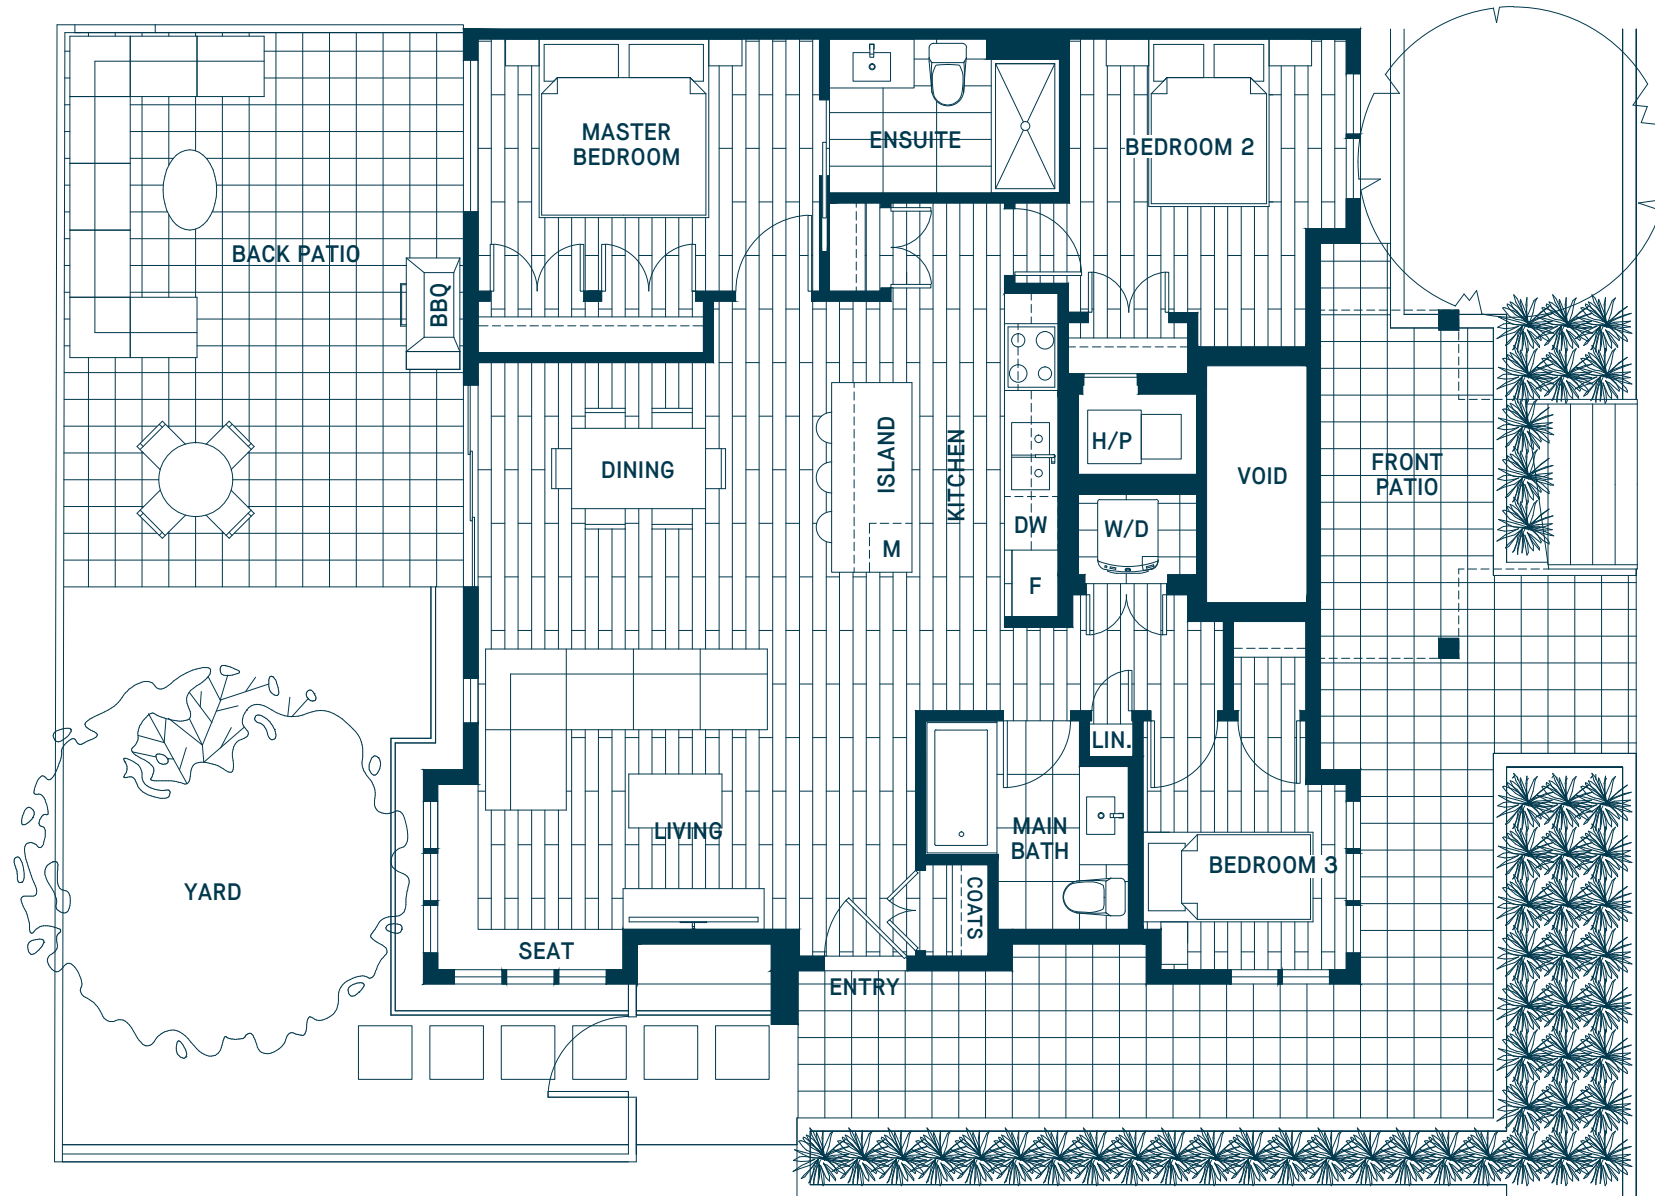 MASTER
BEDROOM
ENSUITE
BEDROOM 2
BACK PATIO
BBQ
DINING
ISLAND
KITCHEN
M
DW
F
H/P
W/D
VOID
FRONT
PATIO
LIN.
LIVING
MAIN
BATH
COATS
BEDROOM 3
YARD
SEAT
ENTRY